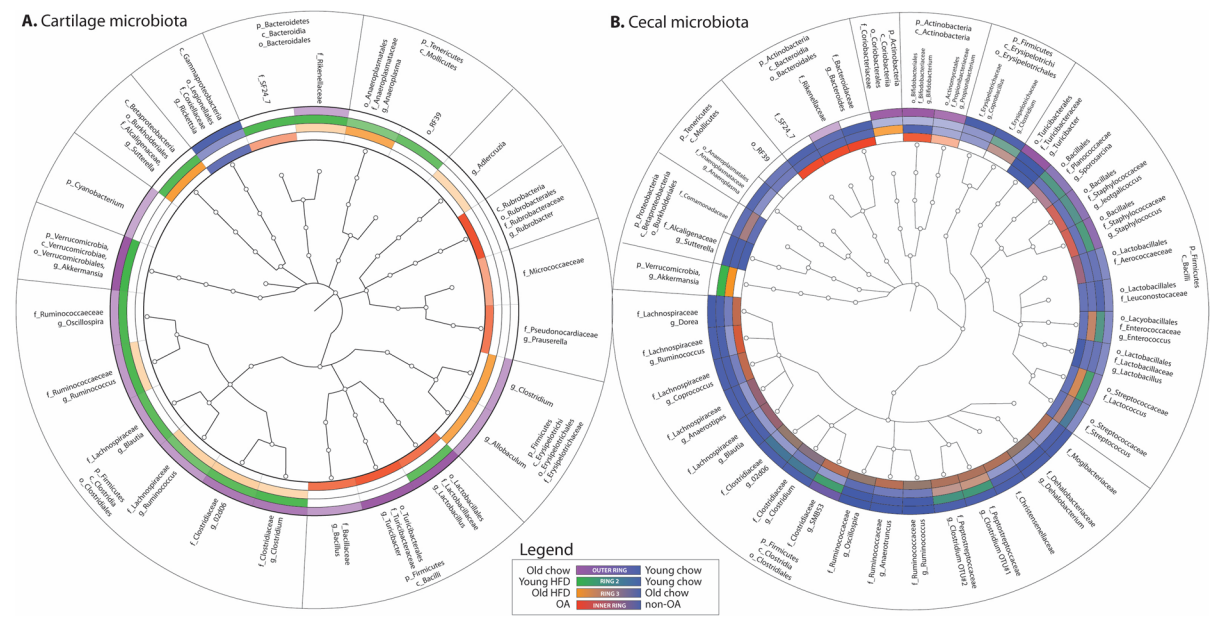 A. Cartilage microbiota
p_Bacteroidetes
c_Bacteroidia
o_Bacteroidales
f_SF24_7
f_Rikenellaceae
o_Anaeroplasmatales
f_Anaeroplasmataceae
g_Anaeroplasma
p_Tenericutes
c_Mollicutes
o_RF39
g_Adlercruzia
c_Rubrobacteria
o_Rubrobacterales
f_Rubrobacteraceae
g_Rubrobacter
f_Micrococcaceae
f_Pseudonocardiaceae
g_Prauserella
g_Clostridium
g_Allobaculum
p_Firmicutes
c_Erysipelotrichi
o_Erysipelotrichales
f_Erysipelotrichaceae
o_Lactobacillales
f_Lactobacillaceae
g_Lactobacillus
o_Turicibacterales
f_Turicibacteraceae
g_Turicibacter
p_Firmicutes
c_Bacilli
f_Bacillaceae
g_Bacillus
f_Clostridiaceae
g_Clostridium
f_Clostridiaceae
g_02d06
f_Lachnospiraceae
g_Ruminococcus
f_Lachnospiraceae
g_Blautia
p_Firmicutes
c_Clostridia
o_Clostridiales
f_Ruminococcaeceae
g_Ruminococcus
f_Ruminococcaeceae
g_Oscillospira
p_Verrucomicrobia,
c_Verrucomicrobiae,
o_Verrucomicrobiales,
g_Akkermansia
p_Cyanobacterium
c_Betaproteobacteria
o_Burkholderiales
f_Alcaligenaceae,
g_Sutterella
c_Gammaproteobacteria
o_Legionellales
f_Coxiellaceae
g_Rickettsia
B. Cecal microbiota
p_Actinobacteria
c_Bacteroidia
o_Bacteroidales
f_SF24_7
f_Rikenellaceae
f_Bacteroidaceae
g_Bacteroides
p_Actinobacteria
c_Coriobacteriia
o_Coriobacterales
f_Coriobacteriaceae
p_Actinobacteria
c_Actinobacteria
o_Bifidobacteriales
f_Bifidobacteriaceae
g_Bifidobacterium
o_Actinomycetales
f_Propionibacteriaceae
g_Propionibacterium
p_Firmicutes
c_Erysipelotrichi
o_Erysipelotrichales
f_Erysipelotrichaceae
g_Coprobacillus
f_Erysipelotrichaceae
g_Clostridium
o_Turicibacterales
f_Turicibacteraceae
g_Turicibacter
o_Bacillales
f_Planococcaceae
g_Sporosarcina
o_Bacillales
f_Staphylococcaceae
g_Jeotgalicoccus
o_Bacillales
f_Staphylococcaceae
g_Staphylococcus
o_Lactobacillales
f_Aerococcaceae
p_Firmicutes
c_Bacilli
o_Lactobacillales
f_Leuconostocaceae
o_Lacyobacillales
f_Enterococcaceae
g_Enterococcus
o_Lactobacillales
f_Lactobacillaceae
g_Lactobacillus
o_Streptococcaceae
f_Lactococcus
o_Streptococcaceae
f_Streptococcus
f_Mogibacteriaceae
f_Dehalobacteriaceae
g_Dehalobacterium
f_Christensenellaceae
f_Peptostreptococcaceae
g_Clostridium OTU#1
f_Peptostreptococcaceae
g_Clostridium OTU#2
f_Ruminococcaceae
g_Ruminococcus
f_Ruminococcaceae
g_Anaerotruncus
f_Ruminococcaceae
g_Oscillospira
p_Firmicutes
c_Clostridia
o_Clostridiales
f_Clostridiaceae
g_SMB53
f_Clostridiaceae
g_Clostridium
f_Clostridiaceae
g_02d06
f_Lachnospiraceae
g_Blautia
f_Lachnospiraceae
g_Anaerostipes
f_Lachnospiraceae
g_Coprococcus
f_Lachnospiraceae
g_Ruminococcus
f_Lachnospiraceae
g_Dorea
p_Verrucomicrobia,
g_Akkermansia
f_Alcaligenaceae
g_Sutterella
f_Comamonadaceae
p_Proteobacteria
c_Betaproteobacteria
o_Burkholderiales
o_Anaeroplasmatales
f_Anaeroplasmataceae
g_Anaeroplasma
o_RF39
p_Tenericutes
c_Mollicutes
Legend
Old chow OUTER RING Young chow
Young HFD RING 2 Young chow
Old HFD RING 3 Old chow
OA INNER RING non-OA